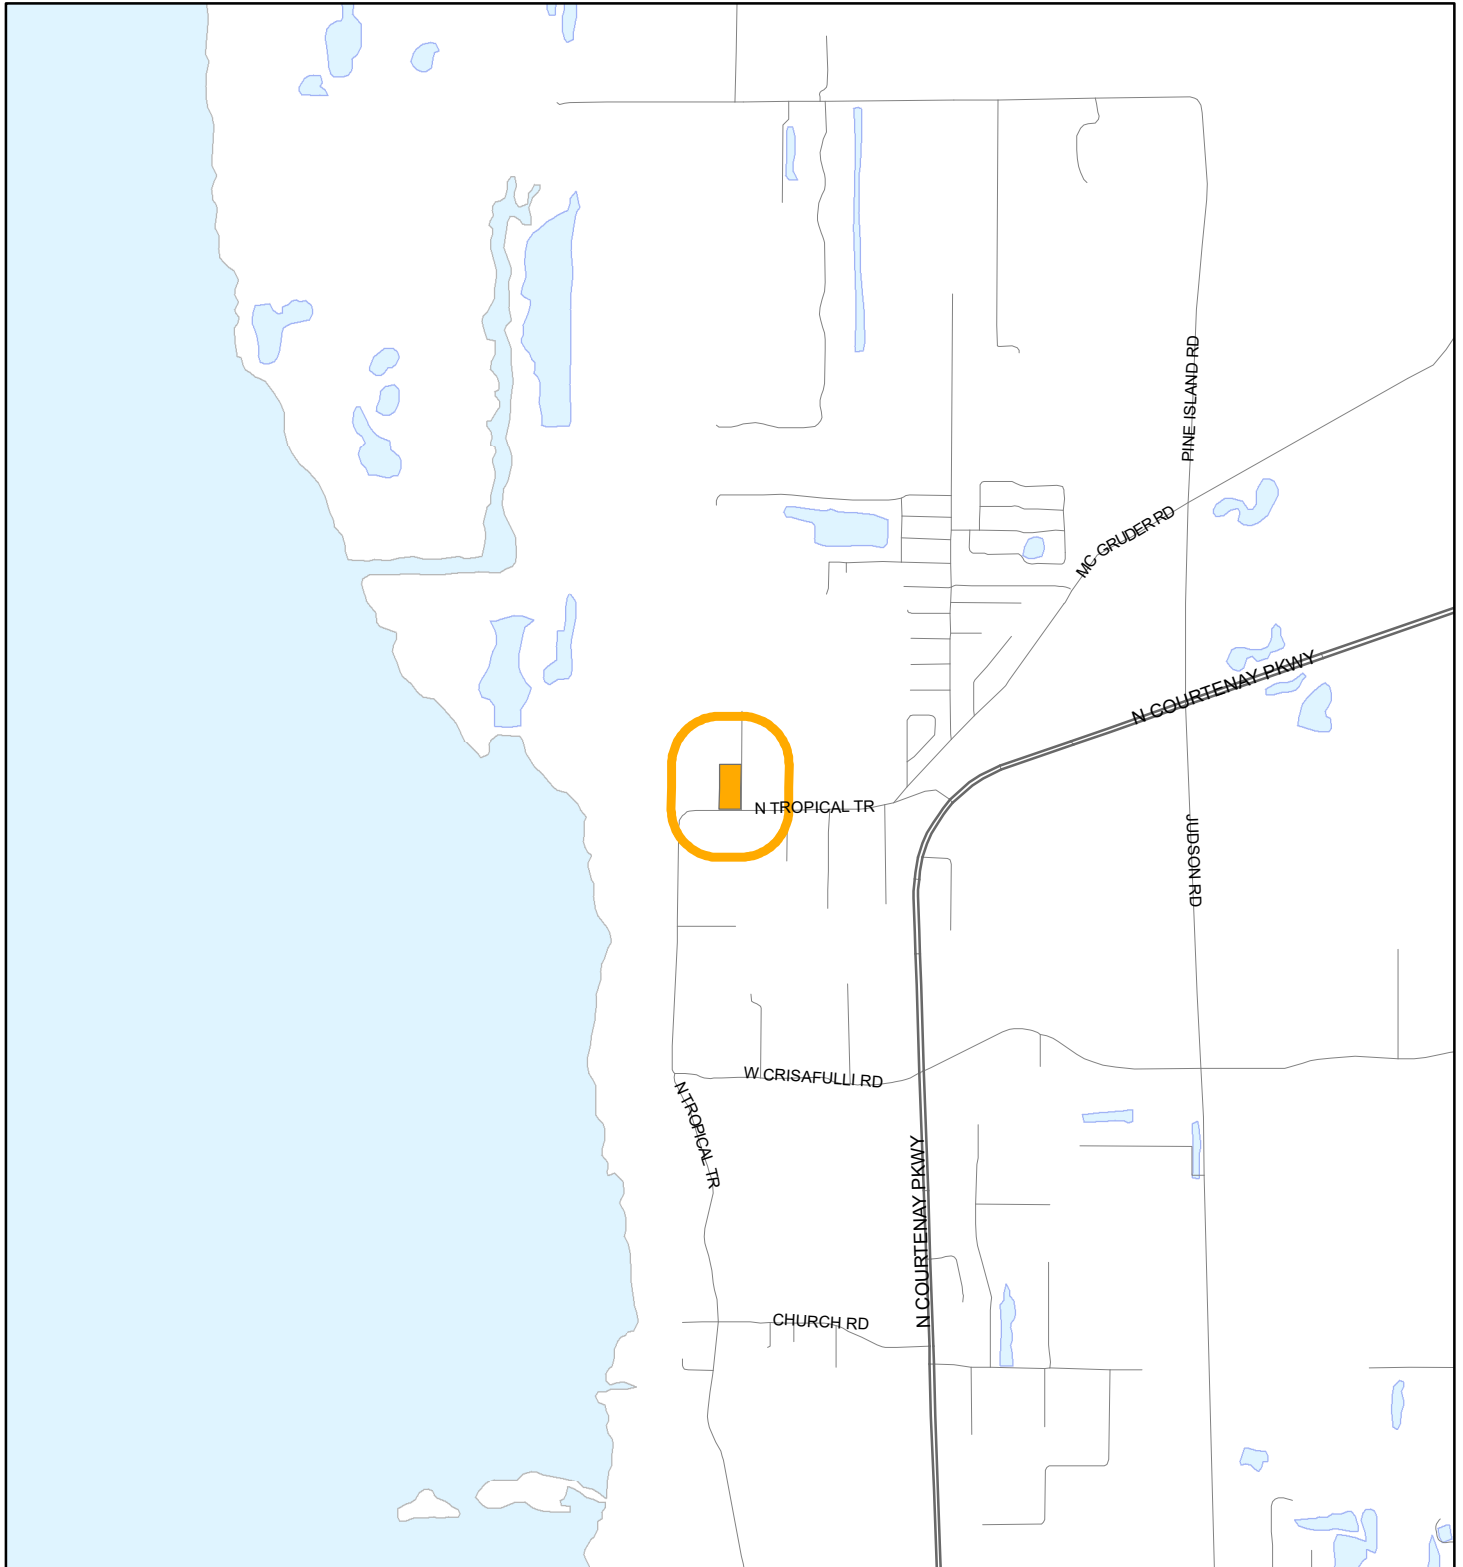 PINE ISLAND RD
MC GRUDER RD
N COURTENAY PKWY
N TROPICAL TR
JUDSON RD
W CRISAFULLI RD
N TROPICAL TR
N COURTENAY PKWY
CHURCH RD